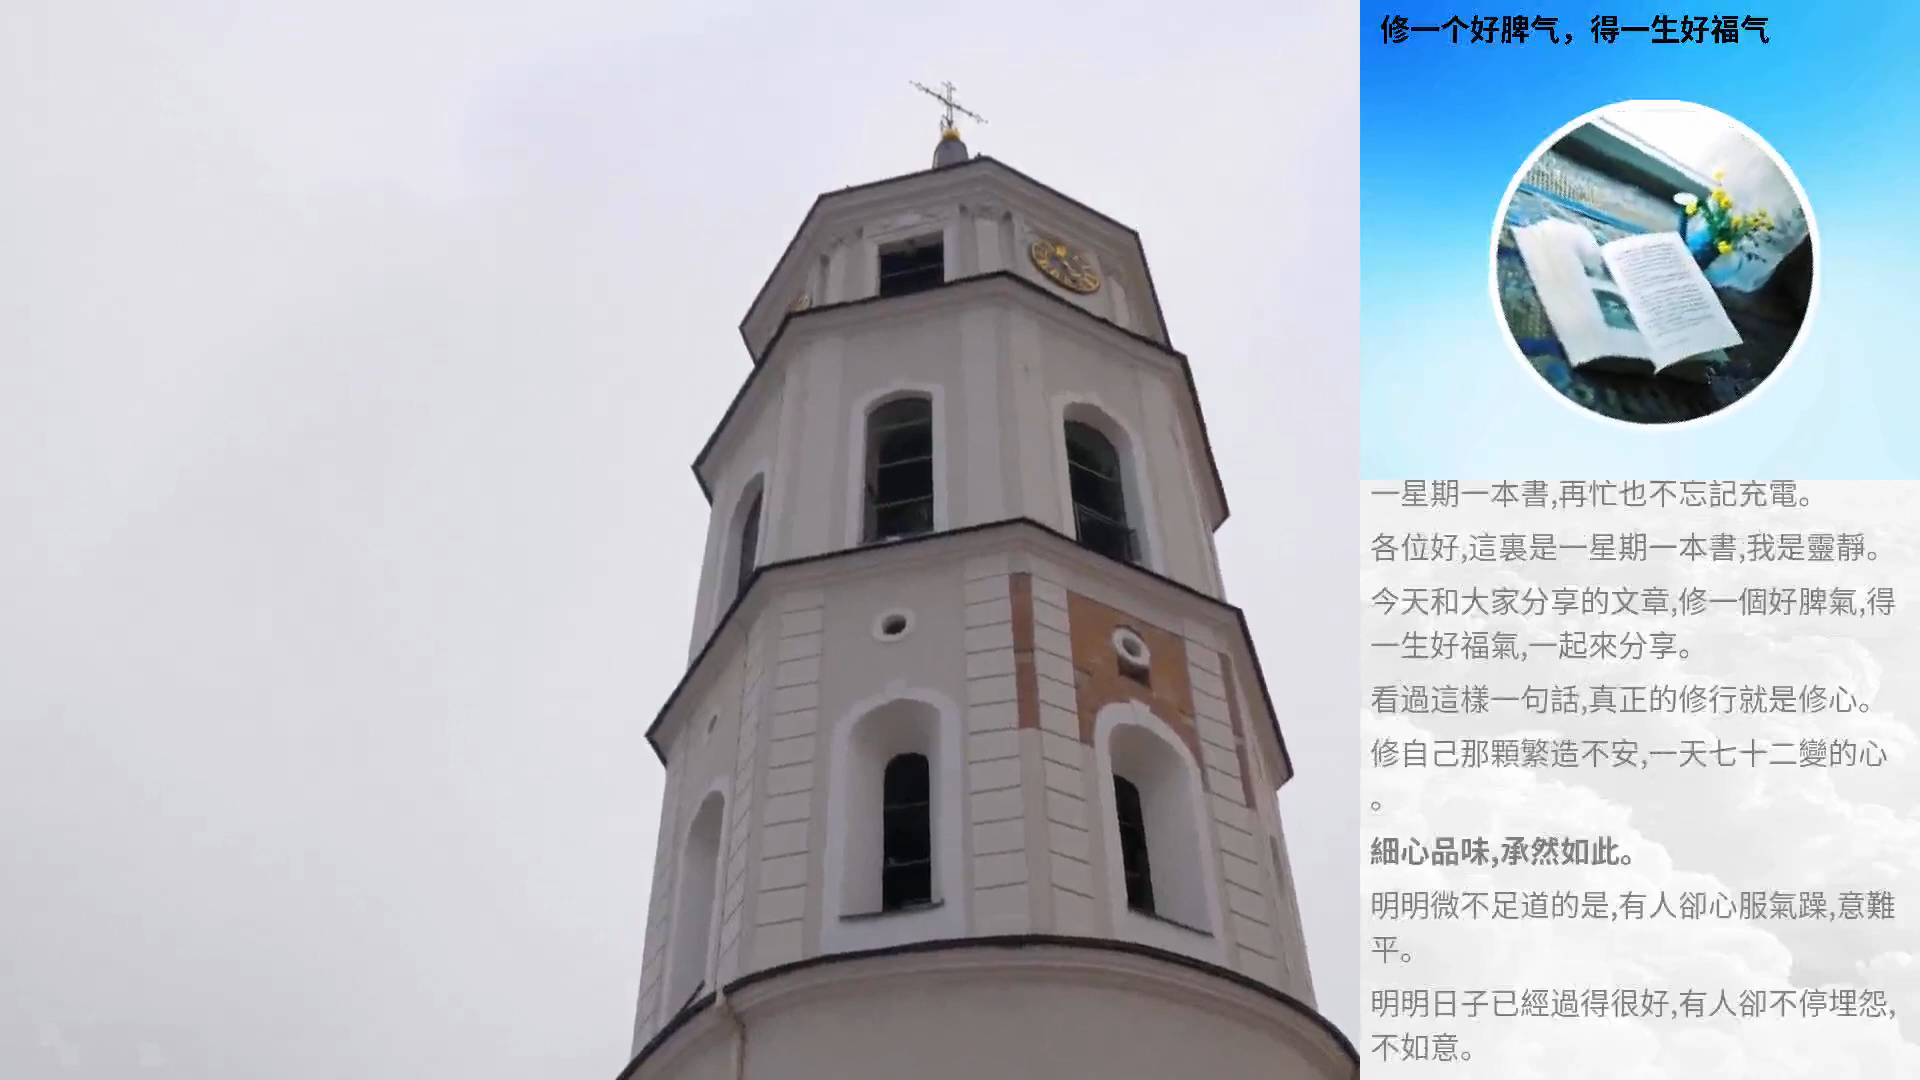 修一个好脾气，得一生好福气
一星期一本書,再忙也不忘記充電。
各位好,這裏是一星期一本書,我是靈靜。
今天和大家分享的文章,修一個好脾氣,得
一生好福氣,一起來分享。
看過這樣一句話,真正的修行就是修心。
修自己那顆繁造不安,一天七十二變的心
。
細心品味,承然如此。
明明微不足道的是,有人卻心服氣躁,意難
平。
明明日子已經過得很好,有人卻不停埋怨,
不如意。